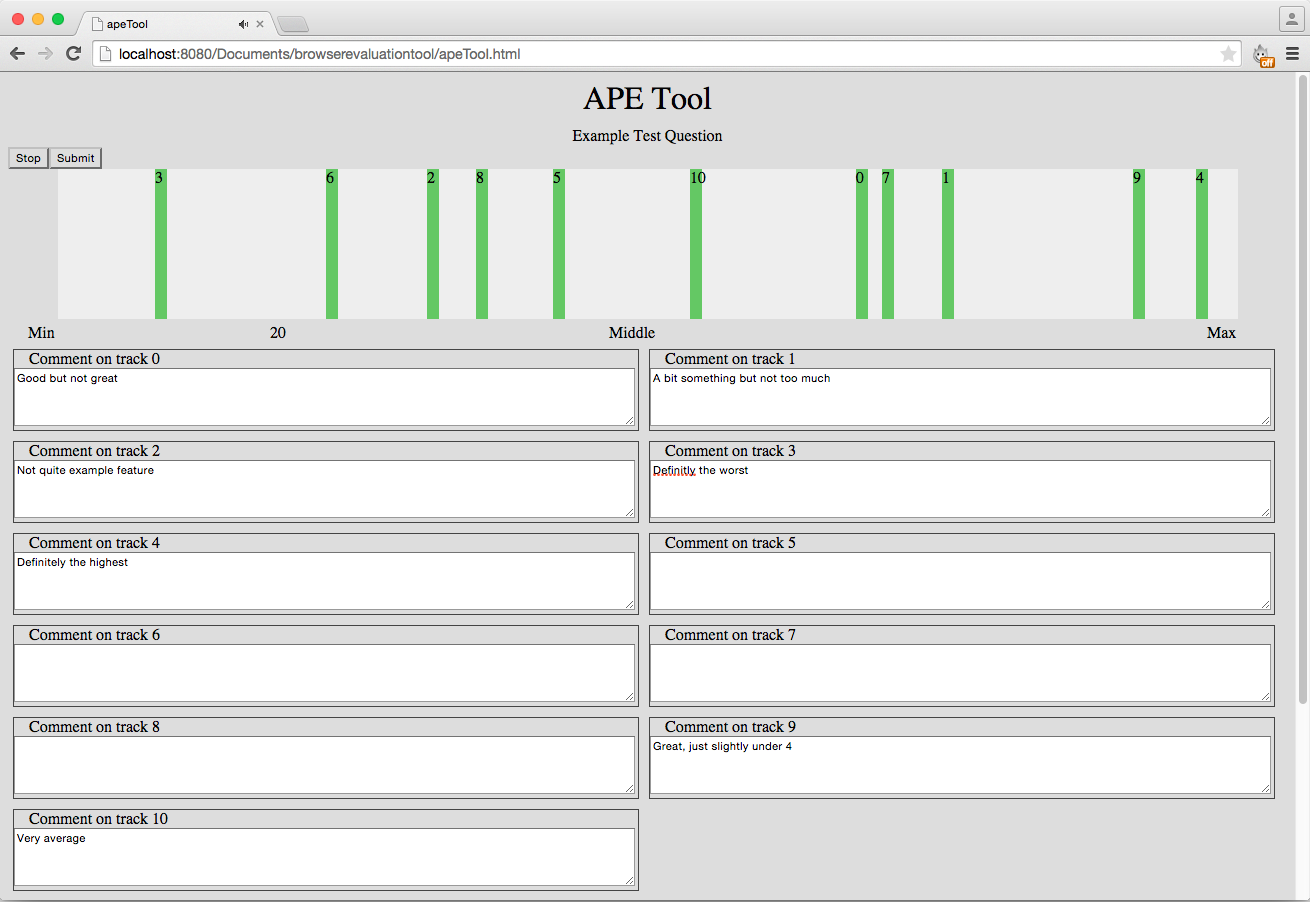 apeTool
localhost:8080/Documents/browserevaluationtool/apeTool.html
off
APE Tool
Example Test Question
Stop Submit
3 6 2 8 5 10 0 7 1 9 4
Min 20 Middle Max
Comment on track 0
Good but not great
Comment on track 1
A bit something but not too much
Comment on track 2
Not quite example feature
Comment on track 3
Definitly the worst
Comment on track 4
Definitely the highest
Comment on track 5
Comment on track 6
Comment on track 7
Comment on track 8
Comment on track 9
Great, just slightly under 4
Comment on track 10
Very average